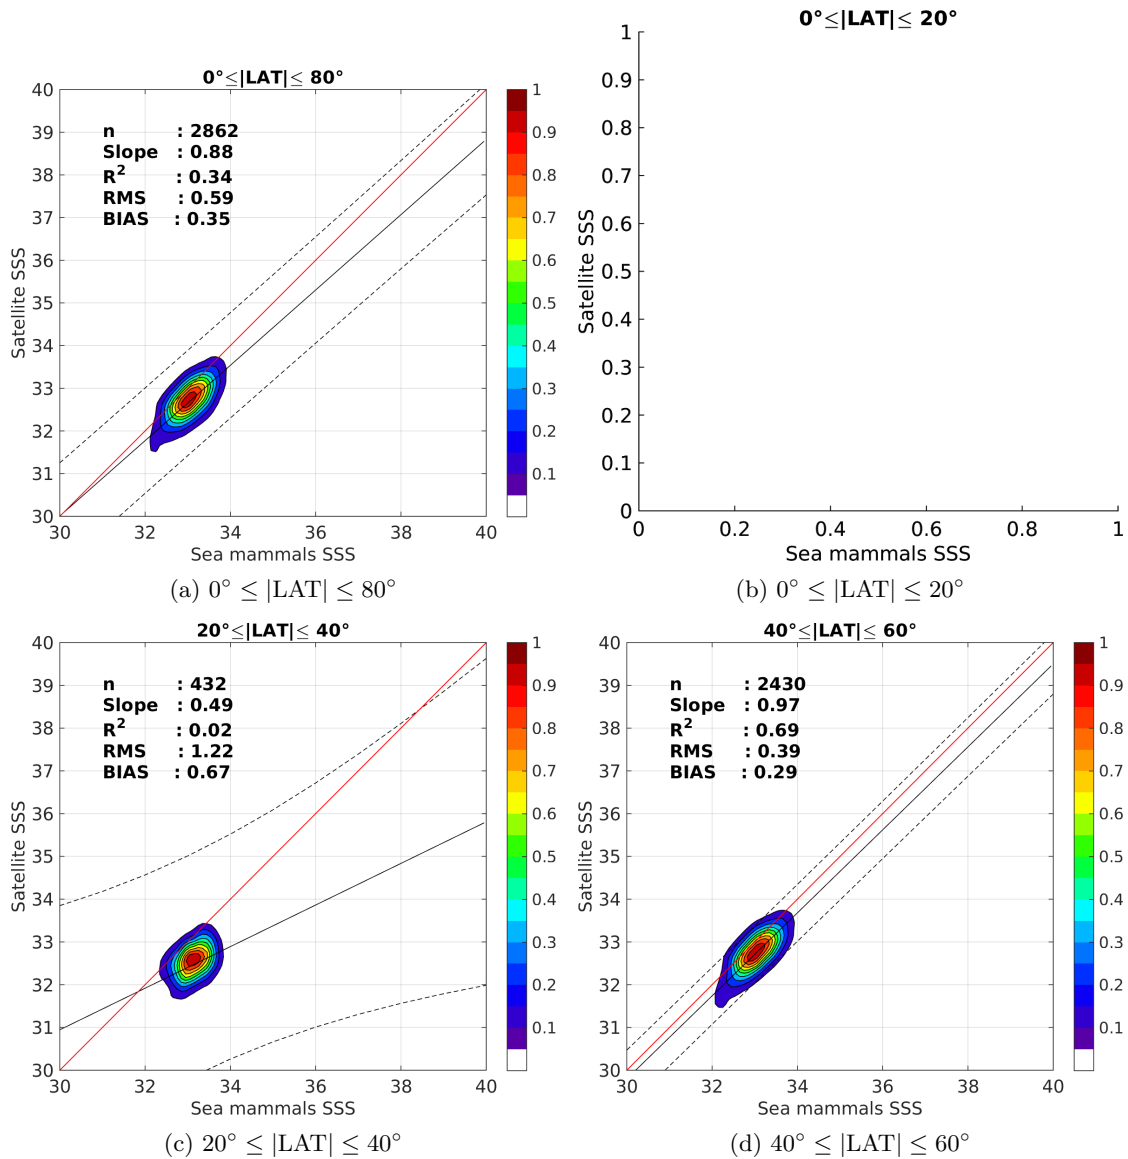 0°≤|LAT|≤ 80°
n : 2862
Slope : 0.88
R² : 0.34
RMS : 0.59
BIAS : 0.35
40
39
38
37
36
35
34
33
32
31
30
30 32 34 36 38 40
Satellite SSS
Sea mammals SSS
1
0.9
0.8
0.7
0.6
0.5
0.4
0.3
0.2
0.1
(a) 0° ≤ |LAT| ≤ 80°
0°≤|LAT|≤ 20°
1
0.9
0.8
0.7
0.6
0.5
0.4
0.3
0.2
0.1
0
0 0.2 0.4 0.6 0.8 1
Satellite SSS
Sea mammals SSS
(b) 0° ≤ |LAT| ≤ 20°
20°≤|LAT|≤ 40°
n : 432
Slope : 0.49
R² : 0.02
RMS : 1.22
BIAS : 0.67
40
39
38
37
36
35
34
33
32
31
30
30 32 34 36 38 40
Satellite SSS
Sea mammals SSS
1
0.9
0.8
0.7
0.6
0.5
0.4
0.3
0.2
0.1
(c) 20° ≤ |LAT| ≤ 40°
40°≤|LAT|≤ 60°
n : 2430
Slope : 0.97
R² : 0.69
RMS : 0.39
BIAS : 0.29
40
39
38
37
36
35
34
33
32
31
30
30 32 34 36 38 40
Satellite SSS
Sea mammals SSS
1
0.9
0.8
0.7
0.6
0.5
0.4
0.3
0.2
0.1
(d) 40° ≤ |LAT| ≤ 60°